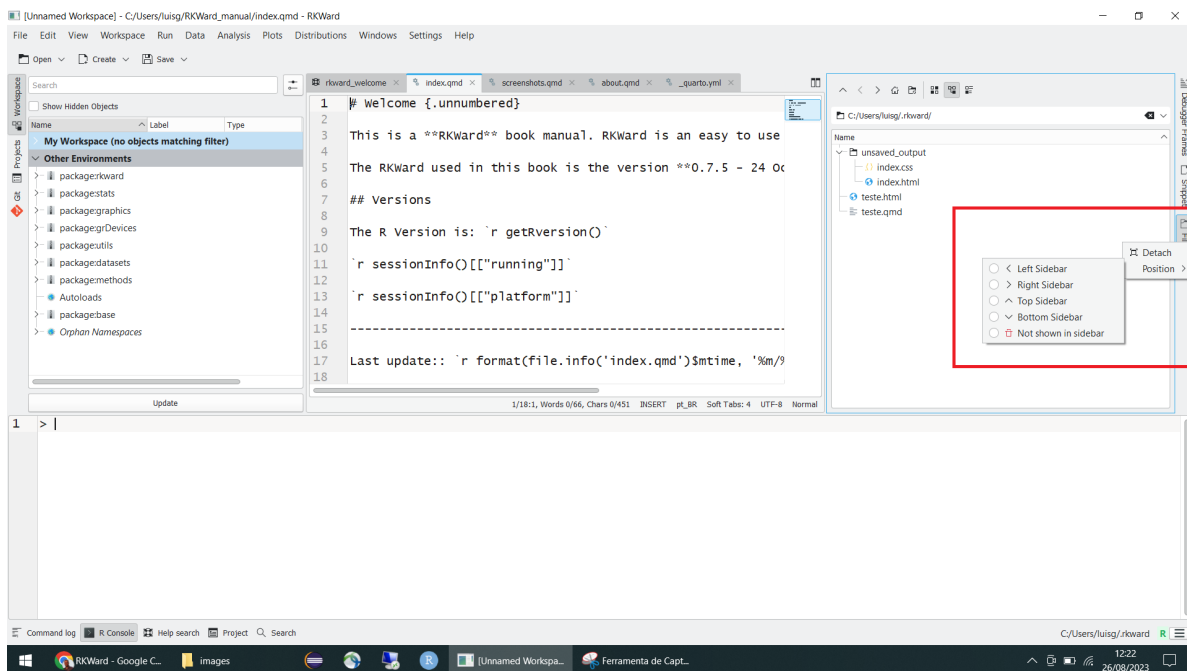 [Unnamed Workspace] - C:/Users/luisg/RKWard_manual/index.qmd - RKWard
File Edit View Workspace Run Data Analysis Plots Distributions Windows Settings Help
Open Create Save
Workspace
Projects
Git
Search
Show Hidden Objects
Name Label Type
My Workspace (no objects matching filter)
Other Environments
package:rkward
package:stats
package:graphics
package:grDevices
package:utils
package:datasets
package:methods
Autoloads
package:base
Orphan Namespaces
Update
rkward_welcome index.qmd screenshots.qmd about.qmd _quarto.yml
1 # Welcome {.unnumbered}
2
3 This is a **RKWard** book manual. RKWard is an easy to use
4
5 The RKWard used in this book is the version **0.7.5 - 24 Oc
6
7 ## Versions
8
9 The R Version is: `r getRversion()`
10
11 `r sessionInfo()[["running"]]`
12
13 `r sessionInfo()[["platform"]]`
14
15 ------------------------------------------------------
16
17 Last update:: `r format(file.info('index.qmd')$mtime, '%m/%
18
1/18:1, Words 0/66, Chars 0/451 INSERT pt_BR Soft Tabs: 4 UTF-8 Normal
C:/Users/luisg/.rkward/
Name
unsaved_output
index.css
index.html
teste.html
teste.qmd
Debugger Frames
Snippets
Detach
Position
Left Sidebar
Right Sidebar
Top Sidebar
Bottom Sidebar
Not shown in sidebar
1 >
Command log R Console Help search Project Search
C:/Users/luisg/.rkward R
RKWard - Google C... images R [Unnamed Workspa... Ferramenta de Capt...
12:22
26/08/2023